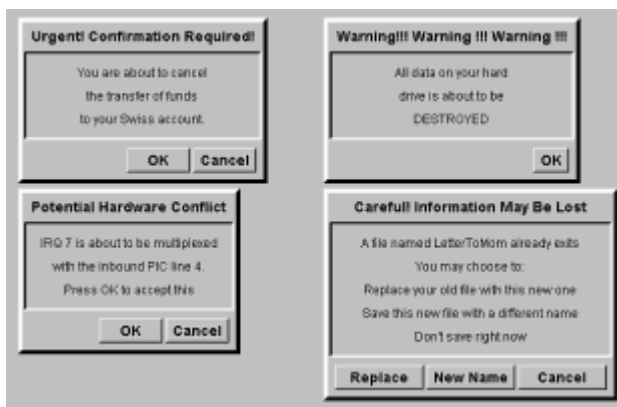 Urgent! Confirmation Required!
You are about to cancel
the transfer of funds
to your Swiss account.
OK Cancel
Warning!!! Warning !!! Warning !!!
All data on your hard
drive is about to be
DESTROYED
OK
Potential Hardware Conflict
IRQ 7 is about to be multiplexed
with the inbound PIC line 4.
Press OK to accept this
OK Cancel
Careful! Information May Be Lost
A file named LetterToMom already exits
You may choose to:
Replace your old file with this new one
Save this new file with a different name
Don't save right now
Replace New Name Cancel